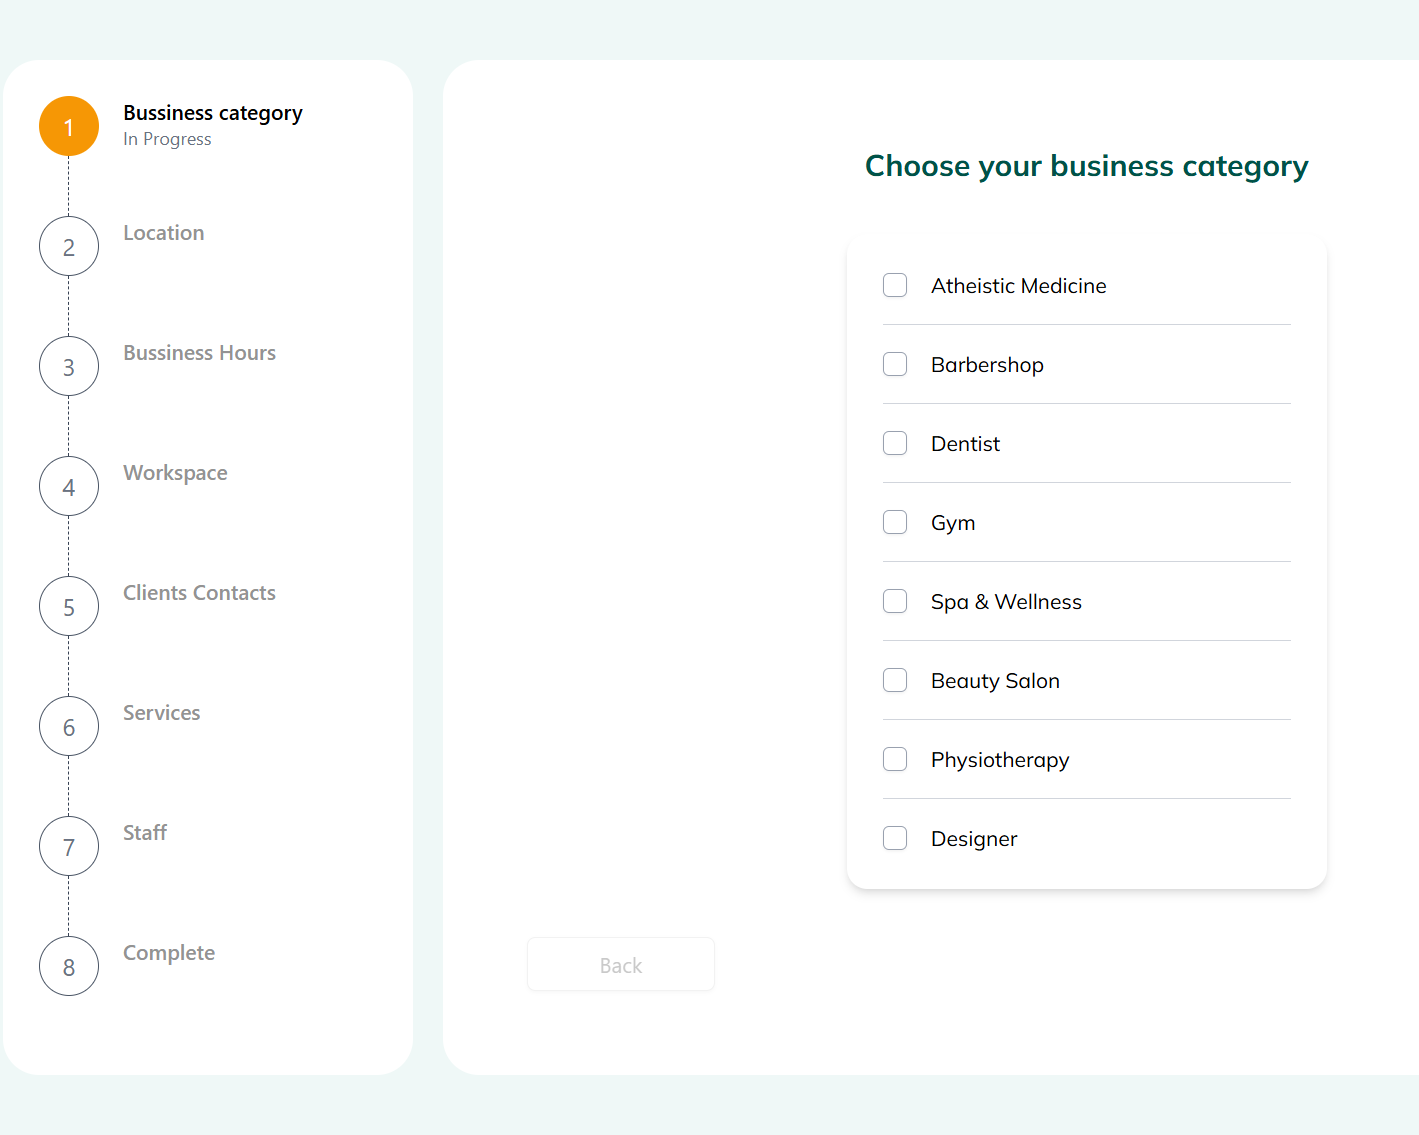 1
Bussiness category
In Progress
2
Location
3
Bussiness Hours
4
Workspace
5
Clients Contacts
6
Services
7
Staff
8
Complete
Choose your business category
Atheistic Medicine
Barbershop
Dentist
Gym
Spa & Wellness
Beauty Salon
Physiotherapy
Designer
Back